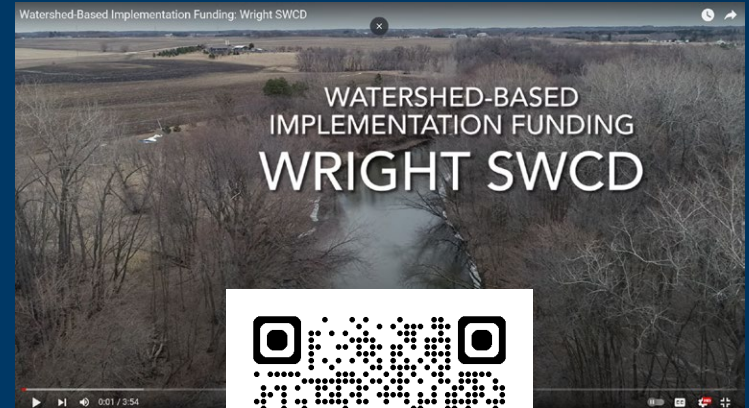 Watershed-Based Implementation Funding: Wright SWCD
WATERSHED-BASED
IMPLEMENTATION FUNDING
WRIGHT SWCD
0:01 / 3:54